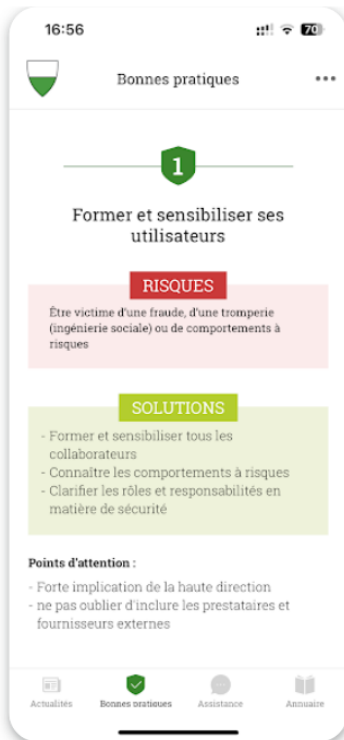 16:56
70
Bonnes pratiques
1
Former et sensibiliser ses
utilisateurs
RISQUES
Être victime d'une fraude, d'une tromperie
(ingénierie sociale) ou de comportements à
risques
SOLUTIONS
- Former et sensibiliser tous les
collaborateurs
- Connaître les comportements à risques
- Clarifier les rôles et responsabilités en
matière de sécurité
Points d'attention :
- Forte implication de la haute direction
- ne pas oublier d'inclure les prestataires et
fournisseurs externes
Actualités Bonnes pratiques Assistance Annuaire